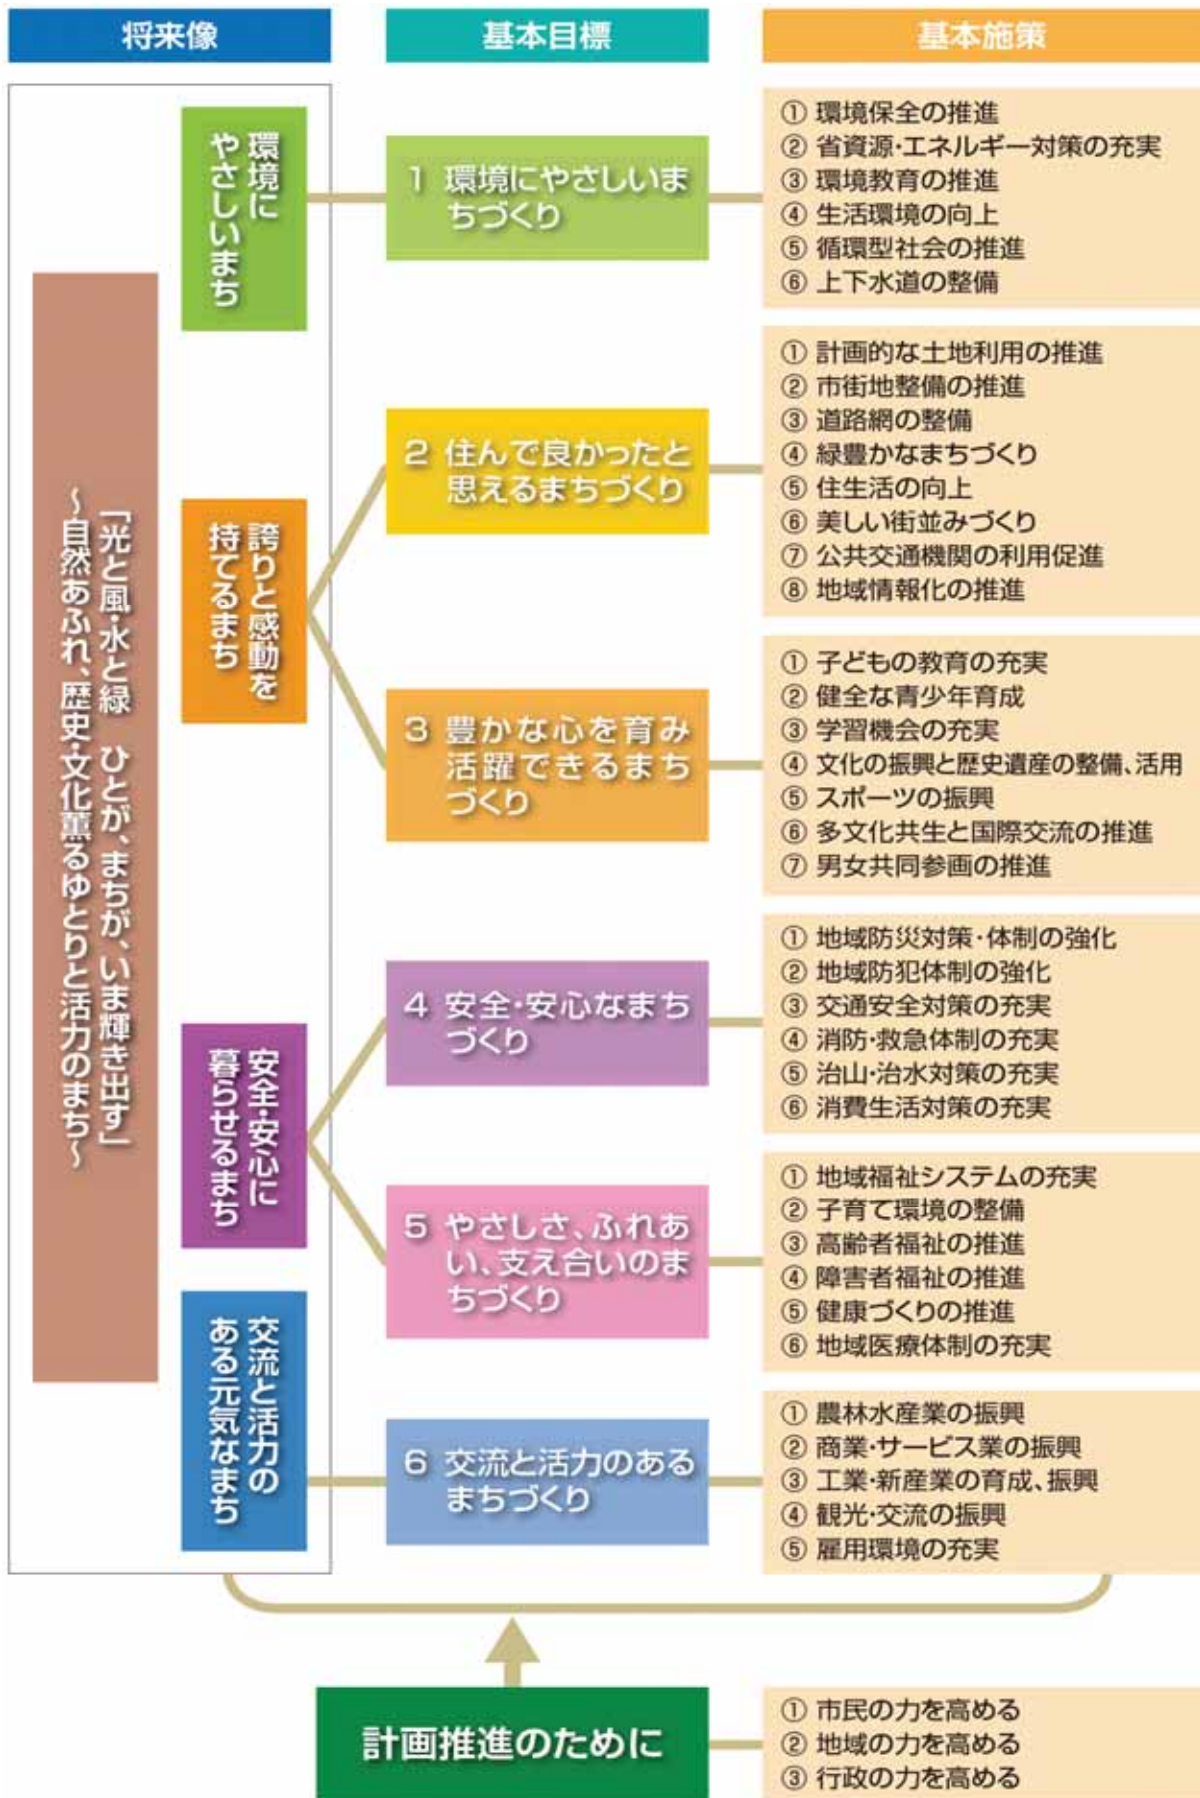 将来像
基本目標
基本施策
「光と風・水と緑　ひとが、まちが、いま輝き出す」
～自然あふれ、歴史・文化薫るゆとりと活力のまち～
環境に
やさしいまち
1 環境にやさしいま
ちづくり
① 環境保全の推進
② 省資源・エネルギー対策の充実
③ 環境教育の推進
④ 生活環境の向上
⑤ 循環型社会の推進
⑥ 上下水道の整備
誇りと感動を
持てるまち
2 住んで良かったと
思えるまちづくり
① 計画的な土地利用の推進
② 市街地整備の推進
③ 道路網の整備
④ 緑豊かなまちづくり
⑤ 住生活の向上
⑥ 美しい街並みづくり
⑦ 公共交通機関の利用促進
⑧ 地域情報化の推進
3 豊かな心を育み
活躍できるまち
づくり
① 子どもの教育の充実
② 健全な青少年育成
③ 学習機会の充実
④ 文化の振興と歴史遺産の整備、活用
⑤ スポーツの振興
⑥ 多文化共生と国際交流の推進
⑦ 男女共同参画の推進
安全・安心に
暮らせるまち
4 安全・安心なまち
づくり
① 地域防災対策・体制の強化
② 地域防犯体制の強化
③ 交通安全対策の充実
④ 消防・救急体制の充実
⑤ 治山・治水対策の充実
⑥ 消費生活対策の充実
5 やさしさ、ふれあ
い、支え合いのま
ちづくり
① 地域福祉システムの充実
② 子育て環境の整備
③ 高齢者福祉の推進
④ 障害者福祉の推進
⑤ 健康づくりの推進
⑥ 地域医療体制の充実
交流と活力の
ある元気なまち
6 交流と活力のある
まちづくり
① 農林水産業の振興
② 商業・サービス業の振興
③ 工業・新産業の育成、振興
④ 観光・交流の振興
⑤ 雇用環境の充実
計画推進のために
① 市民の力を高める
② 地域の力を高める
③ 行政の力を高める